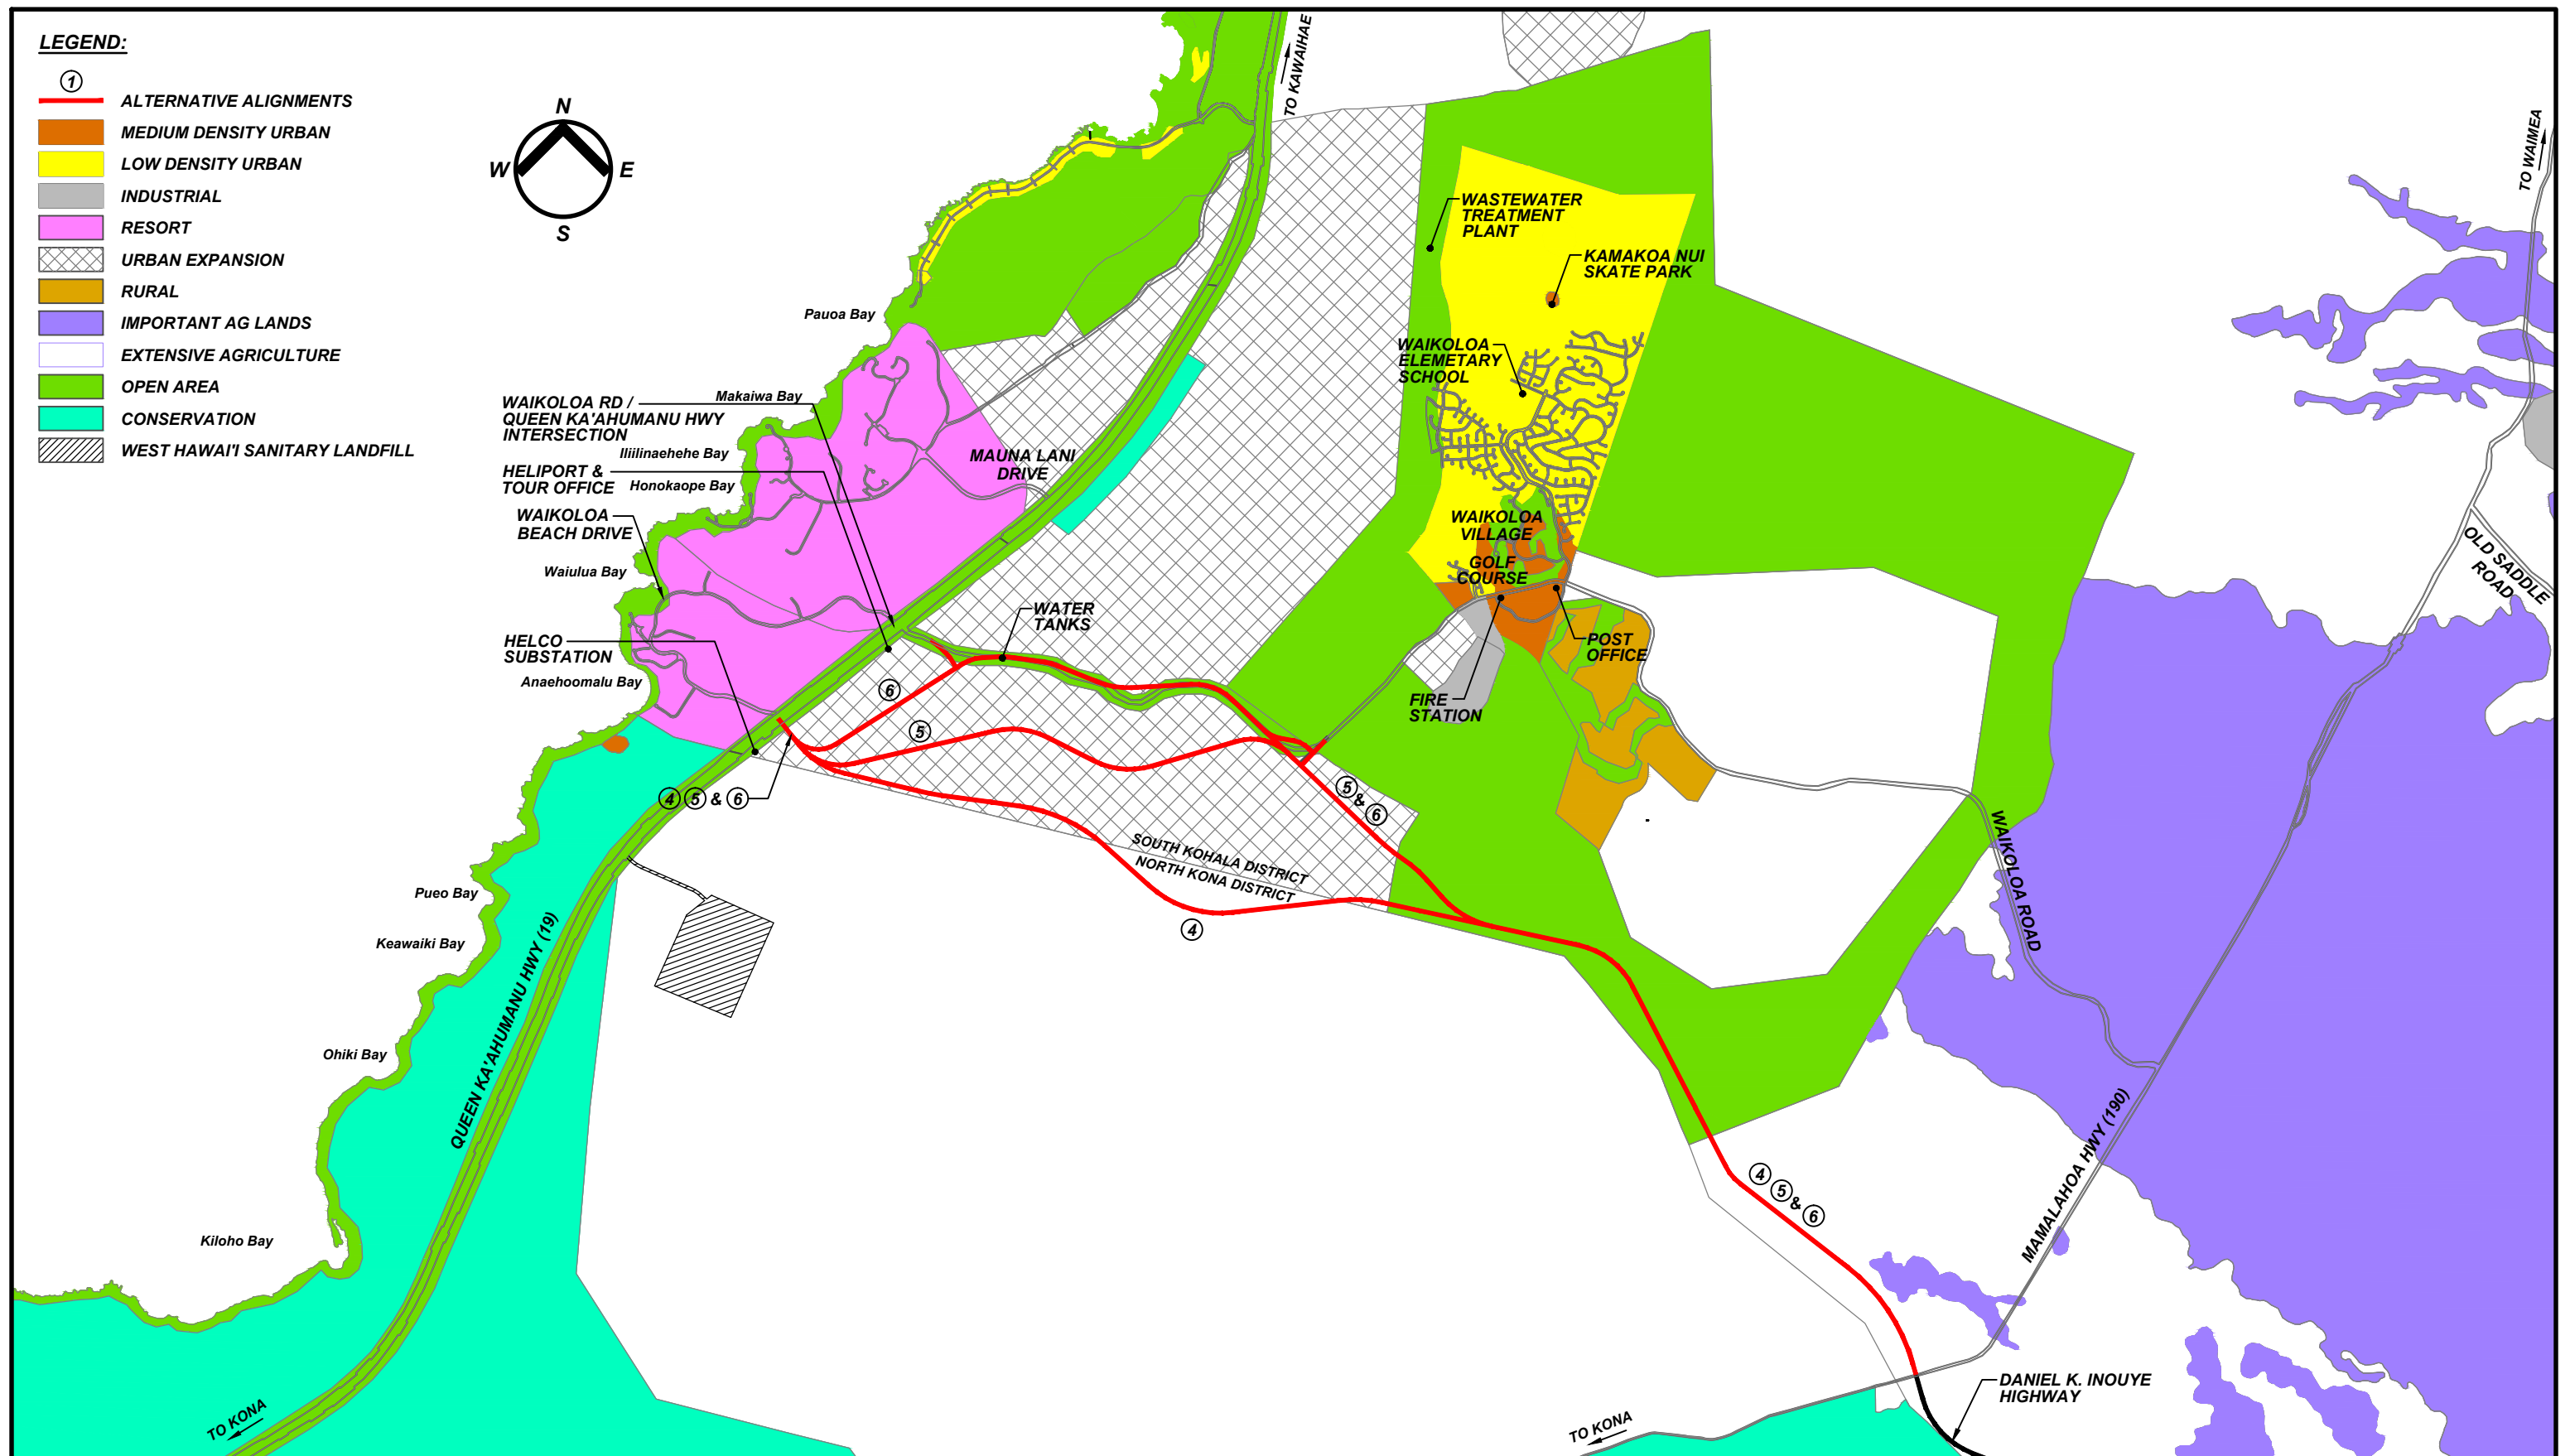 LEGEND:
1
ALTERNATIVE ALIGNMENTS
MEDIUM DENSITY URBAN
LOW DENSITY URBAN
INDUSTRIAL
RESORT
URBAN EXPANSION
RURAL
IMPORTANT AG LANDS
EXTENSIVE AGRICULTURE
OPEN AREA
CONSERVATION
WEST HAWAI'I SANITARY LANDFILL
N
W
E
S
TO KAWAIHAE
TO WAIMEA
WASTEWATER
TREATMENT
PLANT
KAMAKOA NUI
SKATE PARK
Pauoa Bay
WAIKOLOA
ELEMETARY
SCHOOL
Makaiwa Bay
WAIKOLOA RD /
QUEEN KA'AHUMANU HWY
INTERSECTION
Iliilinaehehe Bay
MAUNA LANI
DRIVE
HELIPORT &
TOUR OFFICE
Honokaope Bay
WAIKOLOA
BEACH DRIVE
WAIKOLOA
VILLAGE
GOLF
COURSE
OLD SADDLE
ROAD
Waiulua Bay
WATER
TANKS
HELCO
SUBSTATION
POST
OFFICE
Anaehoomalu Bay
6
FIRE
STATION
5
4 5 & 6
5
&
6
SOUTH KOHALA DISTRICT
NORTH KONA DISTRICT
WAIKOLOA ROAD
Pueo Bay
4
Keawaiki Bay
QUEEN KA'AHUMANU HWY (19)
Ohiki Bay
4
5
&
6
MAMALAHOA HWY (190)
Kiloho Bay
DANIEL K. INOUYE
HIGHWAY
TO KONA
TO KONA